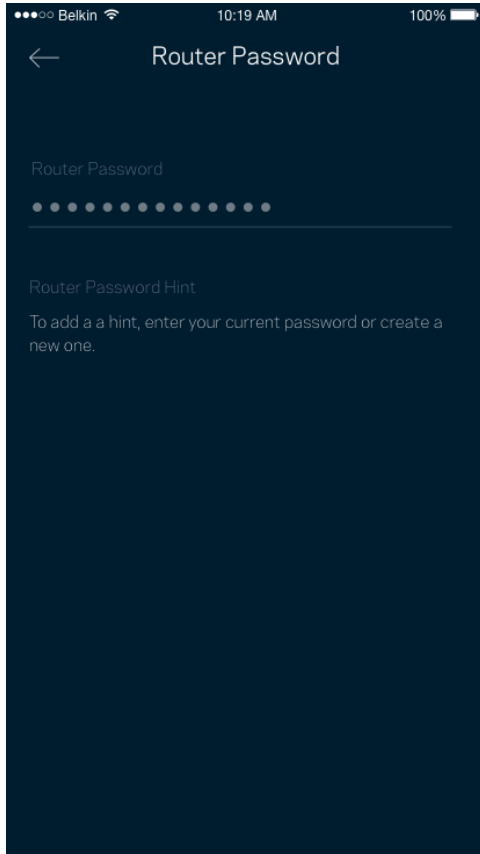 Belkin 10:19 AM 100%
Router Password
Router Password
Router Password Hint
To add a a hint, enter your current password or create a
new one.